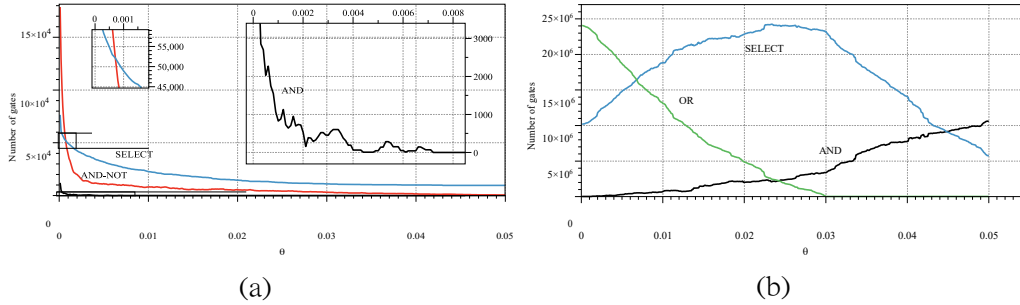 0.001
55,000
50,000
45,000
0 0.002 0.004 0.006 0.008
3000
2000
1000
0
AND
Number of gates
15×10⁴
10×10⁴
5×10⁴
0
SELECT
AND-NOT
0 0.01 0.02 0.03 0.04 0.05
θ
(a)
Number of gates
25×10⁶
20×10⁶
15×10⁶
10×10⁶
5×10⁶
0
SELECT
OR
AND
0 0.01 0.02 0.03 0.04 0.05
θ
(b)